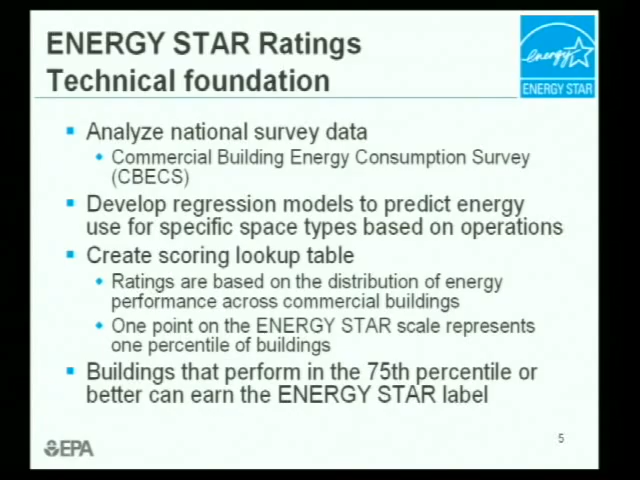 ENERGY STAR Ratings
Technical foundation
energy
ENERGY STAR
Analyze national survey data
Commercial Building Energy Consumption Survey
(CBECS)
Develop regression models to predict energy
use for specific space types based on operations
Create scoring lookup table
Ratings are based on the distribution of energy
performance across commercial buildings
One point on the ENERGY STAR scale represents
one percentile of buildings
Buildings that perform in the 75th percentile or
better can earn the ENERGY STAR label
EPA
5